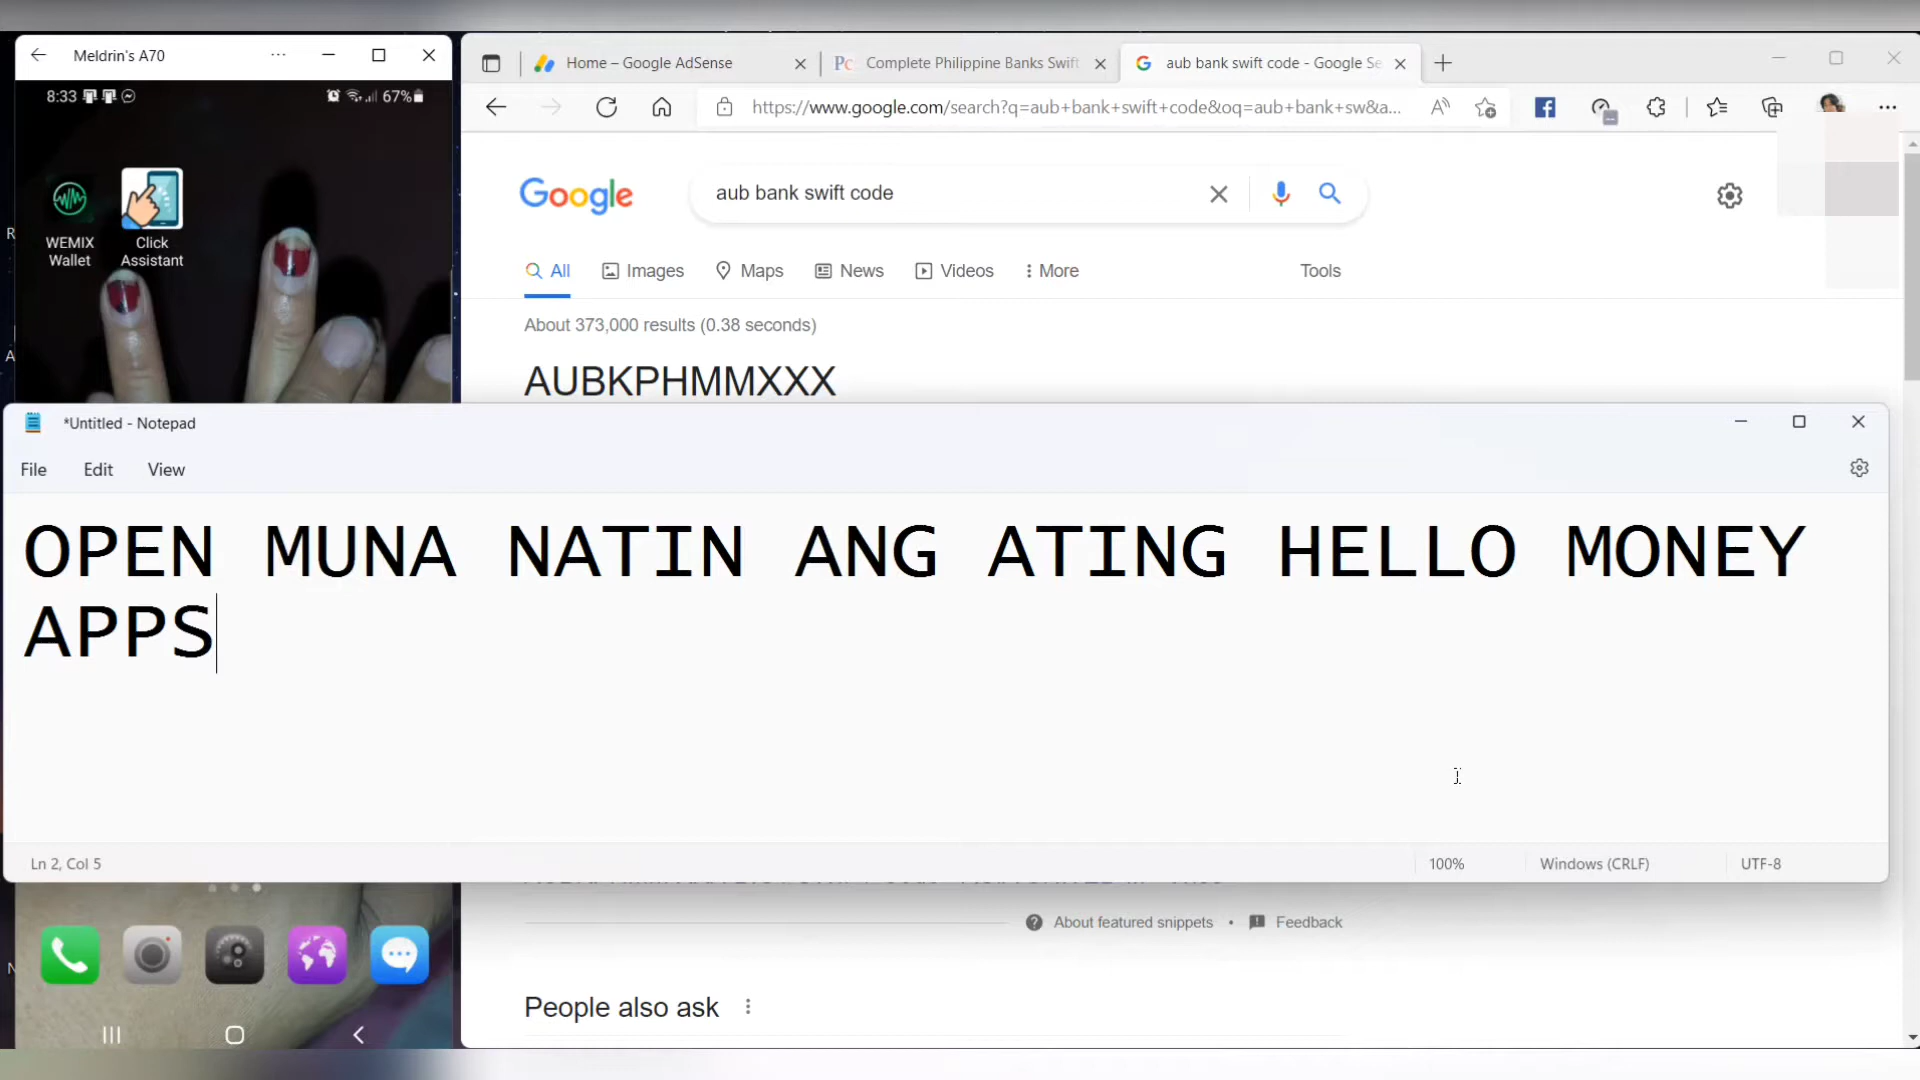 Meldrin's A70
8:33
67%
WEMIX
Wallet
Click
Assistant
Home – Google AdSense
Complete Philippine Banks Swift
aub bank swift code - Google Se
https://www.google.com/search?q=aub+bank+swift+code&oq=aub+bank+sw&a...
Google
aub bank swift code
All
Images
Maps
News
Videos
More
Tools
About 373,000 results (0.38 seconds)
AUBKPHMMXXX
*Untitled - Notepad
File
Edit
View
OPEN MUNA NATIN ANG ATING HELLO MONEY
APPS
Ln 2, Col 5
100%
Windows (CRLF)
UTF-8
About featured snippets
•
Feedback
People also ask